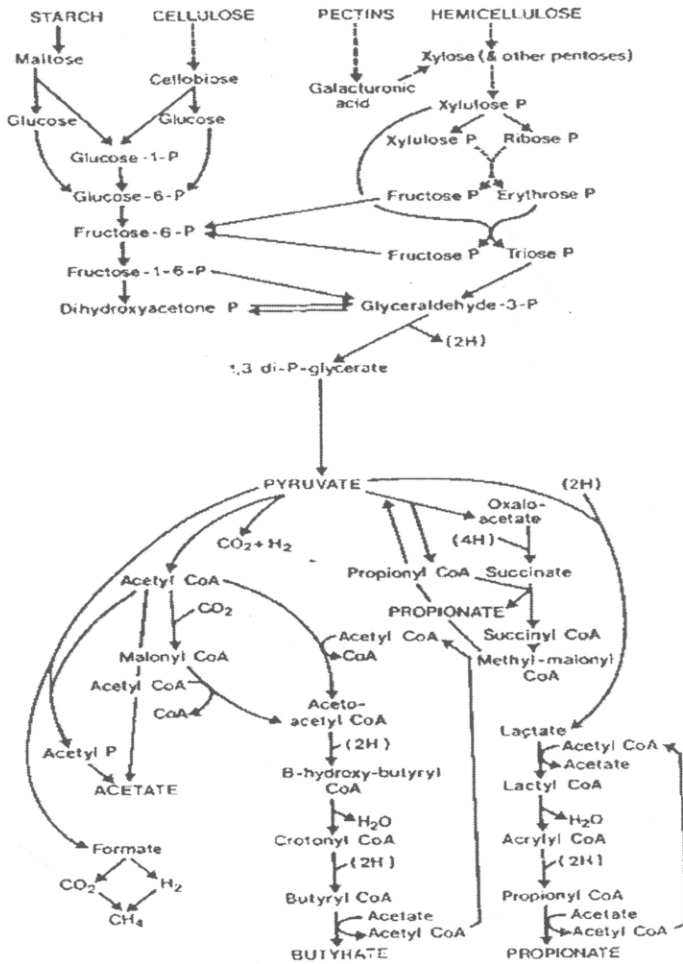 STARCH CELLULOSE PECTINS HEMICELLULOSE
Maltose
Xylose (& other pentoses)
Cellobiose
Galacturonic
acid
Xylulose P
Glucose Glucose
Xylulose P Ribose P
Glucose-1-P
Glucose-6-P
Fructose P Erythrose P
Fructose-6-P
Fructose P Triose P
Fructose-1-6-P
Dihydroxyacetone P Glyceraldehyde-3-P
(2H)
1,3 di-P-glycerate
PYRUVATE (2H)
Oxalo-
acetate
CO2+H2
(4H)
Acetyl CoA
Propionyl CoA Succinate
CO2
PROPIONATE
Acetyl CoA
Succinyl CoA
CoA
Malonyl CoA
Methyl-malonyl
CoA
Acetyl CoA
Aceto-
acetyl CoA
CoA
Lactate
Acetyl P
(2H)
Acetyl CoA
Acetate
ACETATE
B-hydroxy-butyryl
CoA
Lactyl CoA
H2O
H2O
Formate
Crotonyl CoA
Acrylyl CoA
(2H)
(2H)
CO2 H2
Butyryl CoA
Propionyl CoA
CH4
Acetate
Acetate
Acetyl CoA
Acetyl CoA
BUTYRATE
PROPIONATE